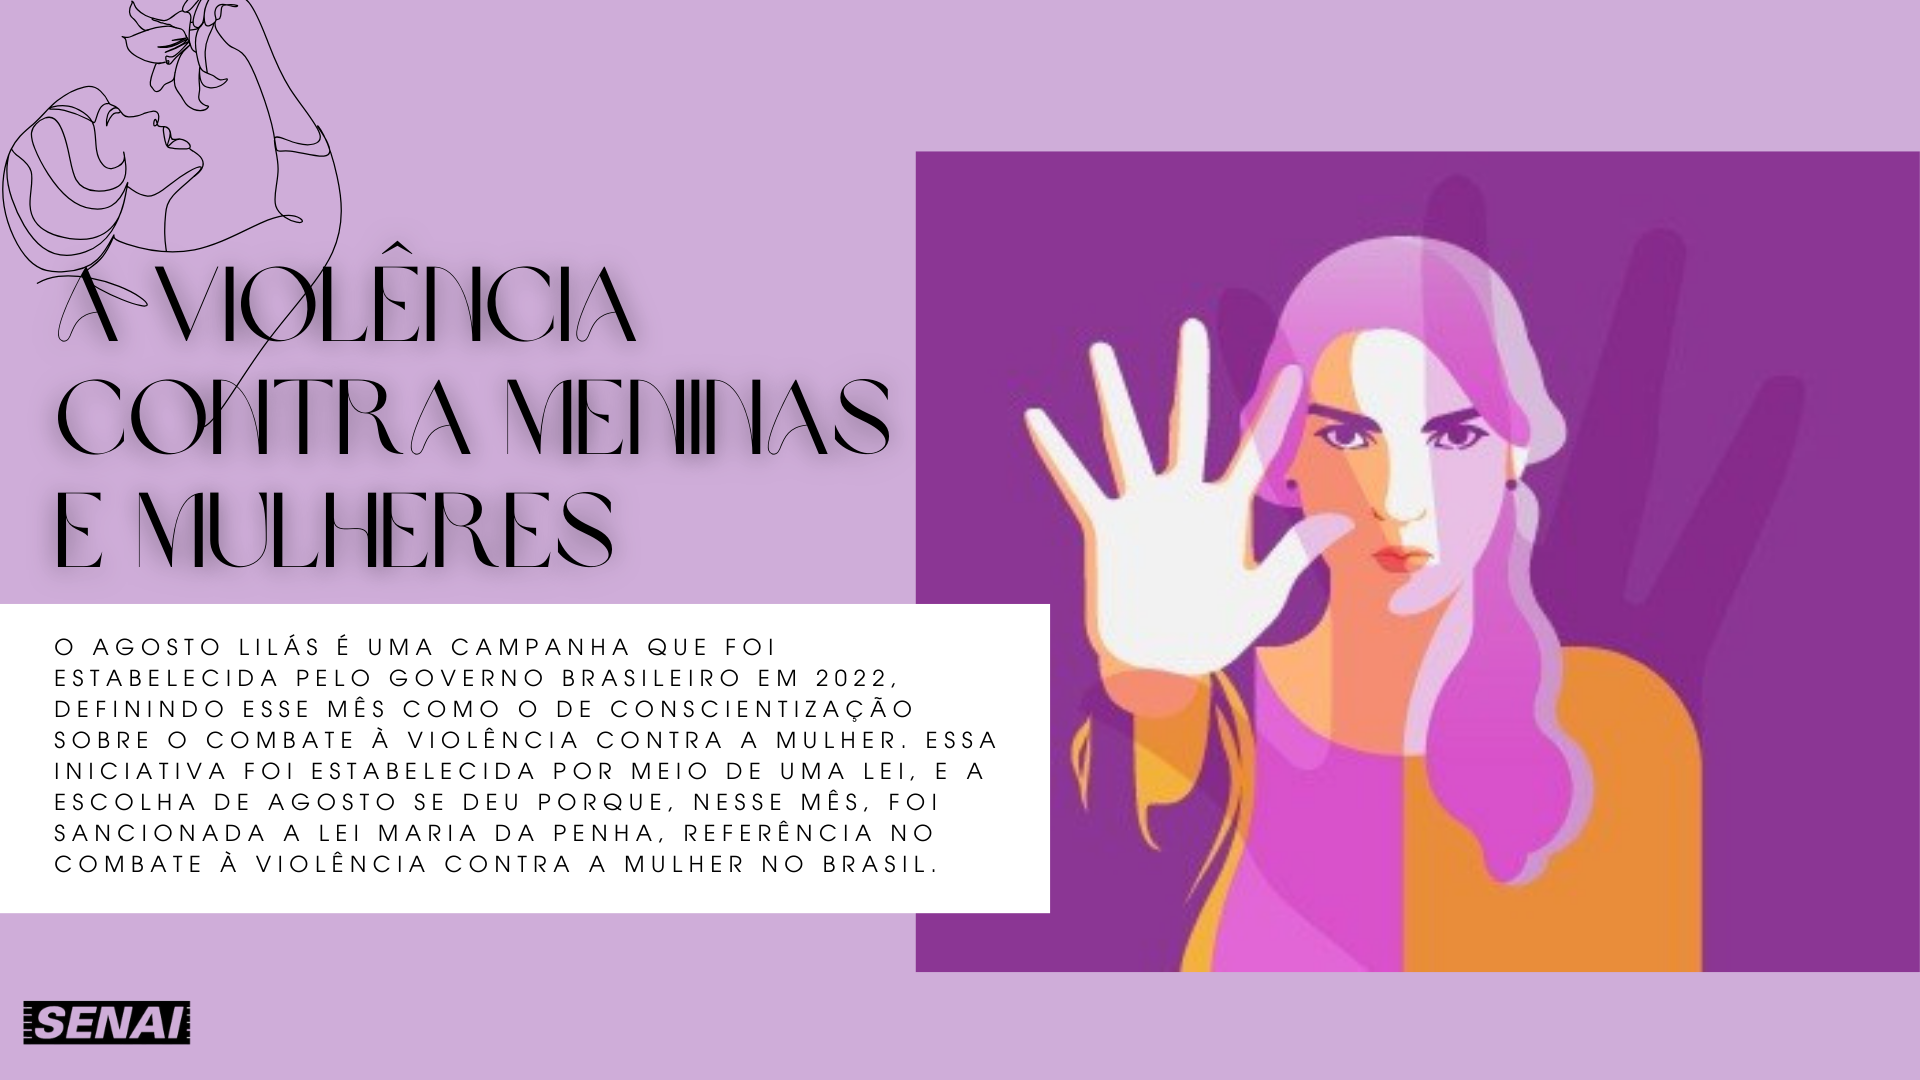 A VIOLÊNCIA
CONTRA MENINAS
E MULHERES
O AGOSTO LILÁS É UMA CAMPANHA QUE FOI
ESTABELECIDA PELO GOVERNO BRASILEIRO EM 2022,
DEFININDO ESSE MÊS COMO O DE CONSCIENTIZAÇÃO
SOBRE O COMBATE À VIOLÊNCIA CONTRA A MULHER. ESSA
INICIATIVA FOI ESTABELECIDA POR MEIO DE UMA LEI, E A
ESCOLHA DE AGOSTO SE DEU PORQUE, NESSE MÊS, FOI
SANCIONADA A LEI MARIA DA PENHA, REFERÊNCIA NO
COMBATE À VIOLÊNCIA CONTRA A MULHER NO BRASIL.
SENAI